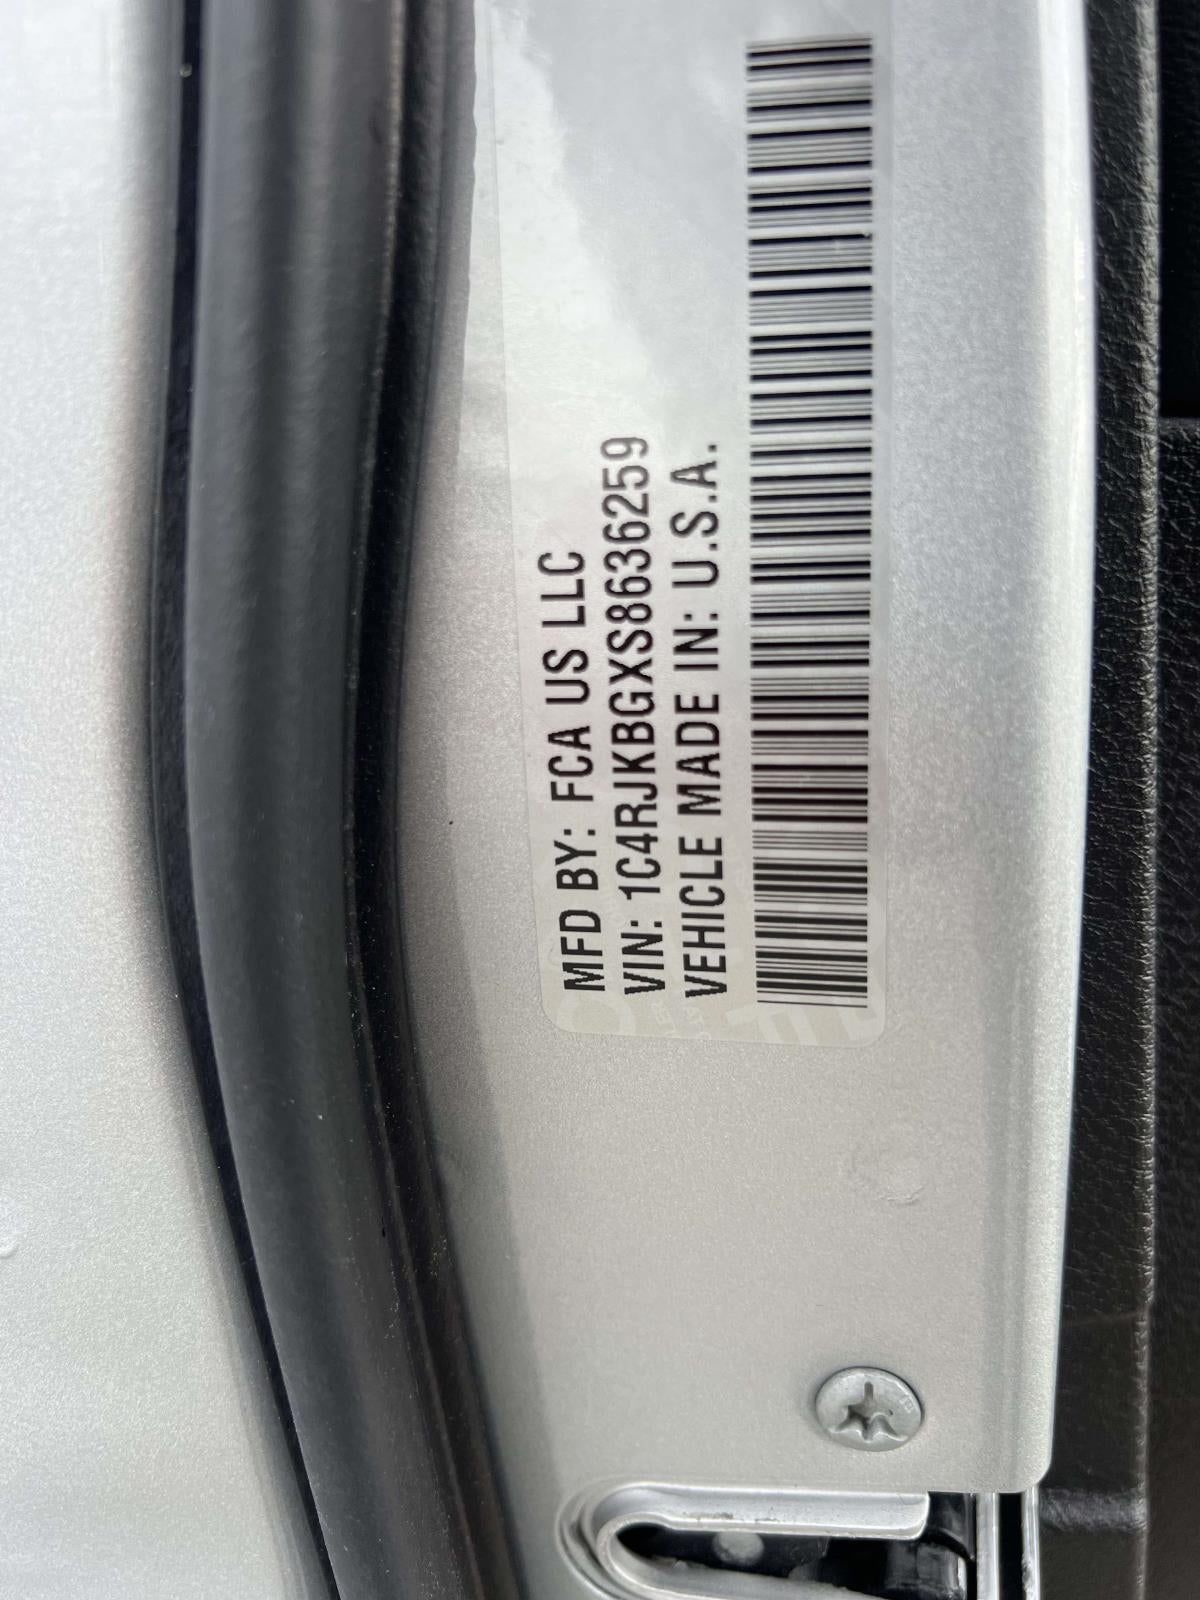 MFD BY: FCA US LLC
VIN: 1C4RJKBGXS8636259
VEHICLE MADE IN: U.S.A.